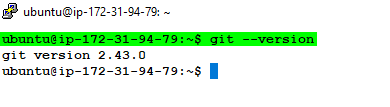 ubuntu@ip-172-31-94-79: ~
ubuntu@ip-172-31-94-79:~$ git --version
git version 2.43.0
ubuntu@ip-172-31-94-79:~$